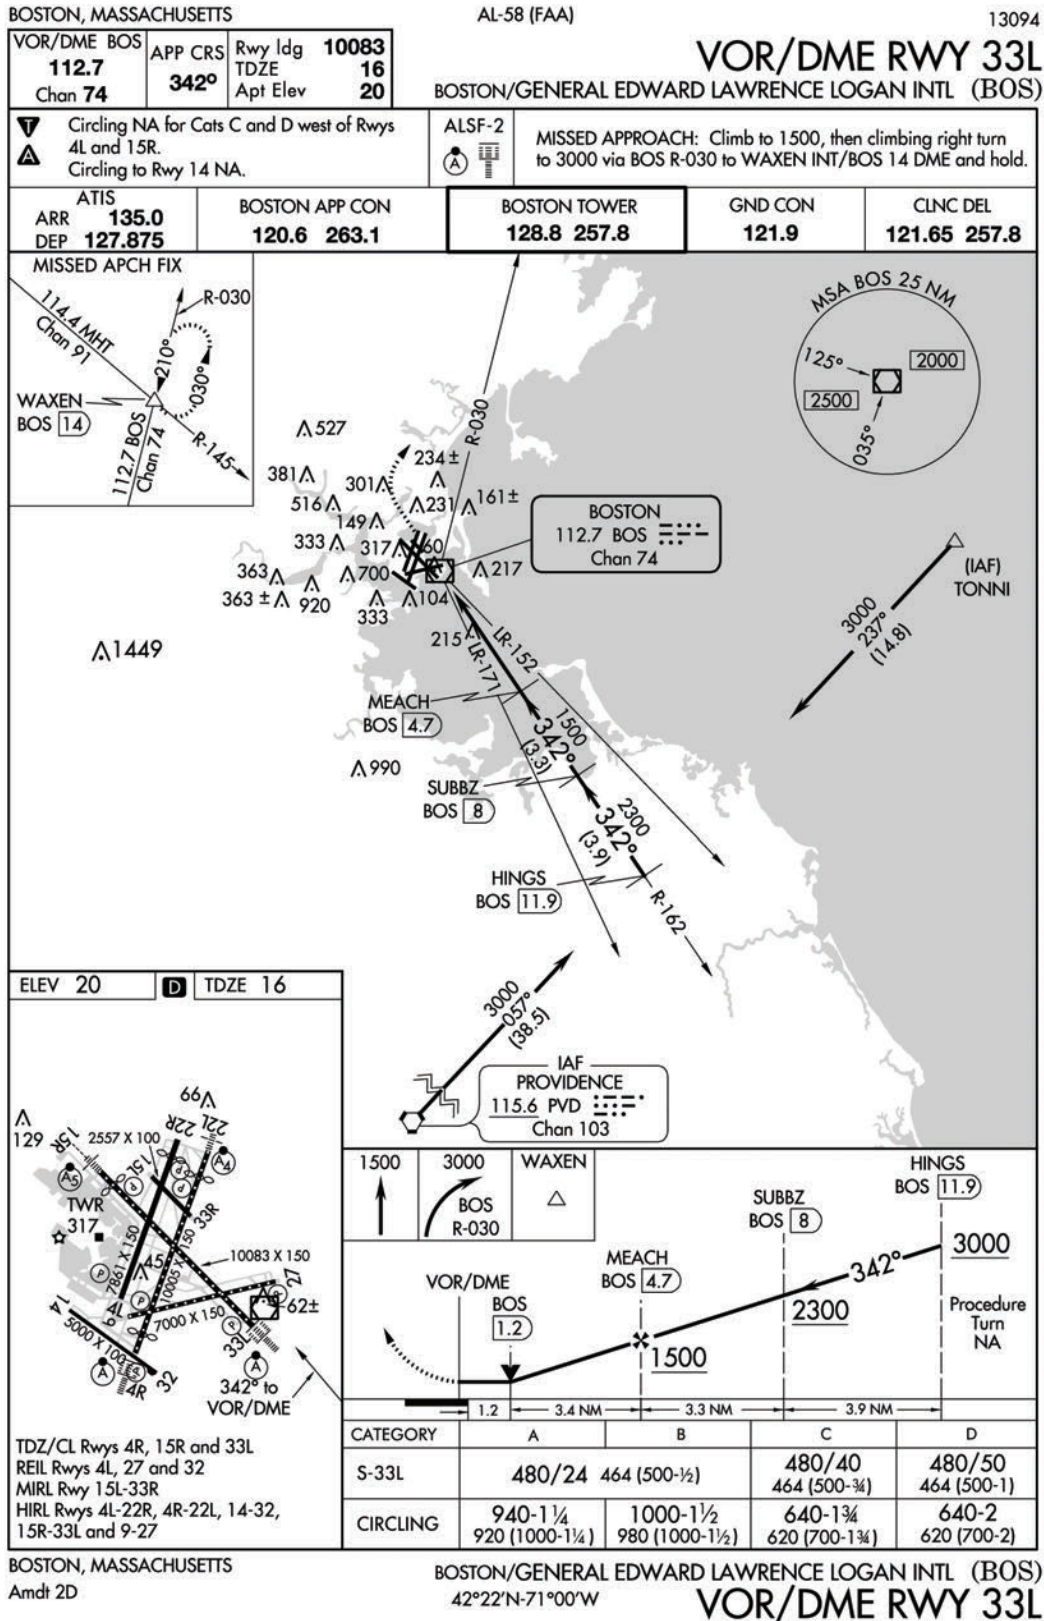 BOSTON, MASSACHUSETTS
AL-58 (FAA)
13094
VOR/DME BOS
112.7
Chan 74
APP CRS
342°
Rwy ldg 10083
TDZE 16
Apt Elev 20
VOR/DME RWY 33L
BOSTON/GENERAL EDWARD LAWRENCE LOGAN INTL (BOS)
T
A
Circling NA for Cats C and D west of Rwys
4L and 15R.
Circling to Rwy 14 NA.
ALSF-2
A
MISSED APPROACH: Climb to 1500, then climbing right turn
to 3000 via BOS R-030 to WAXEN INT/BOS 14 DME and hold.
ATIS
ARR 135.0
DEP 127.875
BOSTON APP CON
120.6 263.1
BOSTON TOWER
128.8 257.8
GND CON
121.9
CLNC DEL
121.65 257.8
MISSED APCH FIX
114.4 MHT
Chan 91
R-030
210°
030°
WAXEN
BOS 14
112.7 BOS
Chan 74
R-145
MSA BOS 25 NM
125°
2000
2500
035°
527
R-030
234±
381
301
516
231
161±
149
333
317
60
363
700
217
363±
920
333
104
1449
215
990
BOSTON
112.7 BOS
Chan 74
(IAF)
TONNI
3000
237°
(14.8)
LR-152
LR-171
MEACH
BOS 4.7
1500
342°
(3.3)
SUBBZ
BOS 8
2300
342°
(3.9)
HINGS
BOS 11.9
R-162
3000
057°
(38.5)
IAF
PROVIDENCE
115.6 PVD
Chan 103
ELEV 20
D
TDZE 16
129
66
22L
22R
15R
2557 X 100
15L
A5
A4
P
P
TWR
317
33R
7861 X 150
10005 X 150
45
10083 X 150
P
P
4L
9
7000 X 150
27
P
62±
14
5000 X 100
P
P
33L
A
4R
32
A
342° to
VOR/DME
TDZ/CL Rwys 4R, 15R and 33L
REIL Rwys 4L, 27 and 32
MIRL Rwy 15L-33R
HIRL Rwys 4L-22R, 4R-22L, 14-32,
15R-33L and 9-27
1500
3000
BOS
R-030
WAXEN
HINGS
BOS 11.9
SUBBZ
BOS 8
MEACH
BOS 4.7
VOR/DME
BOS
1.2
342°
3000
2300
1500
Procedure
Turn
NA
1.2
3.4 NM
3.3 NM
3.9 NM
CATEGORY A B C D
S-33L 480/24 464 (500-½) 480/40 464 (500-¾) 480/50 464 (500-1)
CIRCLING 940-1¼ 920 (1000-1¼) 1000-1½ 980 (1000-1½) 640-1¾ 620 (700-1¾) 640-2 620 (700-2)
BOSTON, MASSACHUSETTS
Amdt 2D
42°22'N-71°00'W
BOSTON/GENERAL EDWARD LAWRENCE LOGAN INTL (BOS)
VOR/DME RWY 33L